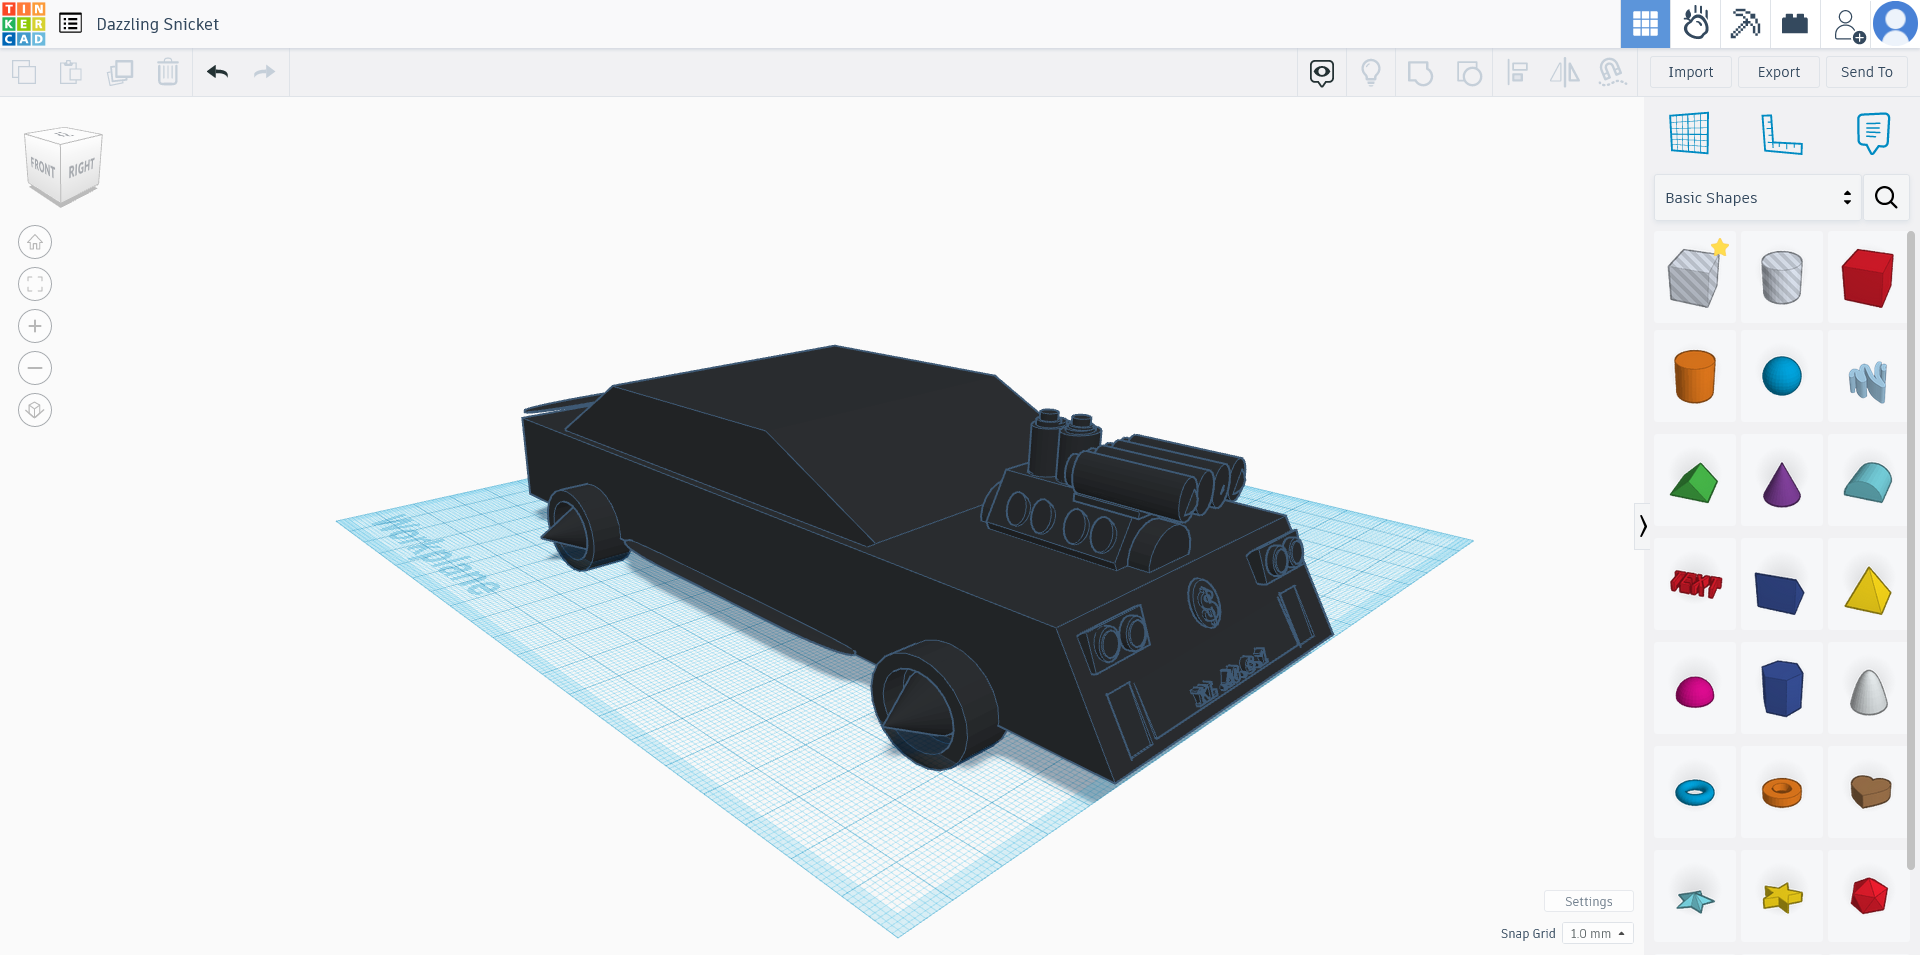 TIN
KER
CAD
Dazzling Snicket
Import
Export
Send To
FRONT
RIGHT
Basic Shapes
Workplane
TEXT
S
Settings
Snap Grid
1.0 mm